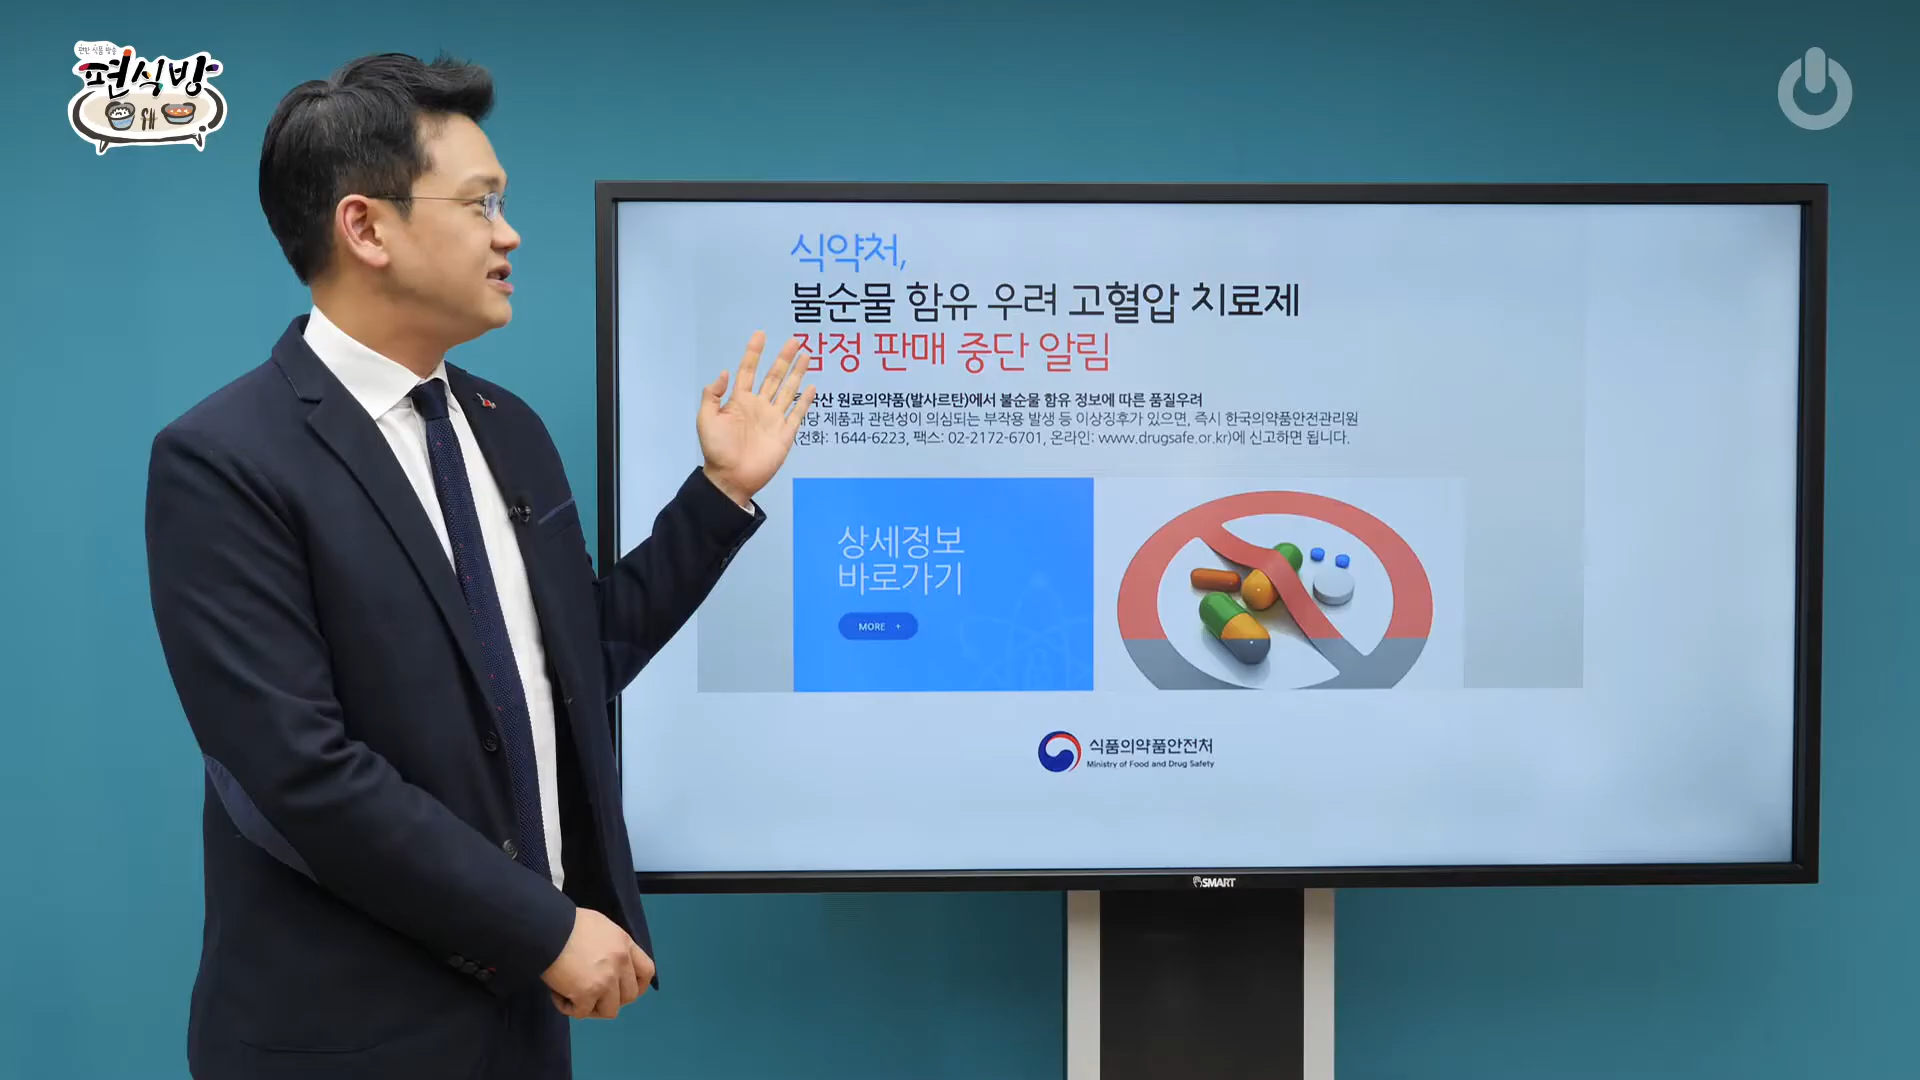 편한 식품 방송
편식방
식약처,
불순물 함유 우려 고혈압 치료제
잠정 판매 중단 알림
원료의약품(발사르탄)에서 불순물 함유 정보에 따른 품질우려
제품과 관련성이 의심되는 부작용 발생 등 이상징후가 있으면, 즉시 한국의약품안전관리원
(전화: 1644-6223, 팩스: 02-2172-6701, 온라인: www.drugsafe.or.kr)에 신고하면 됩니다.
상세정보
바로가기
MORE +
식품의약품안전처
Ministry of Food and Drug Safety
SMART